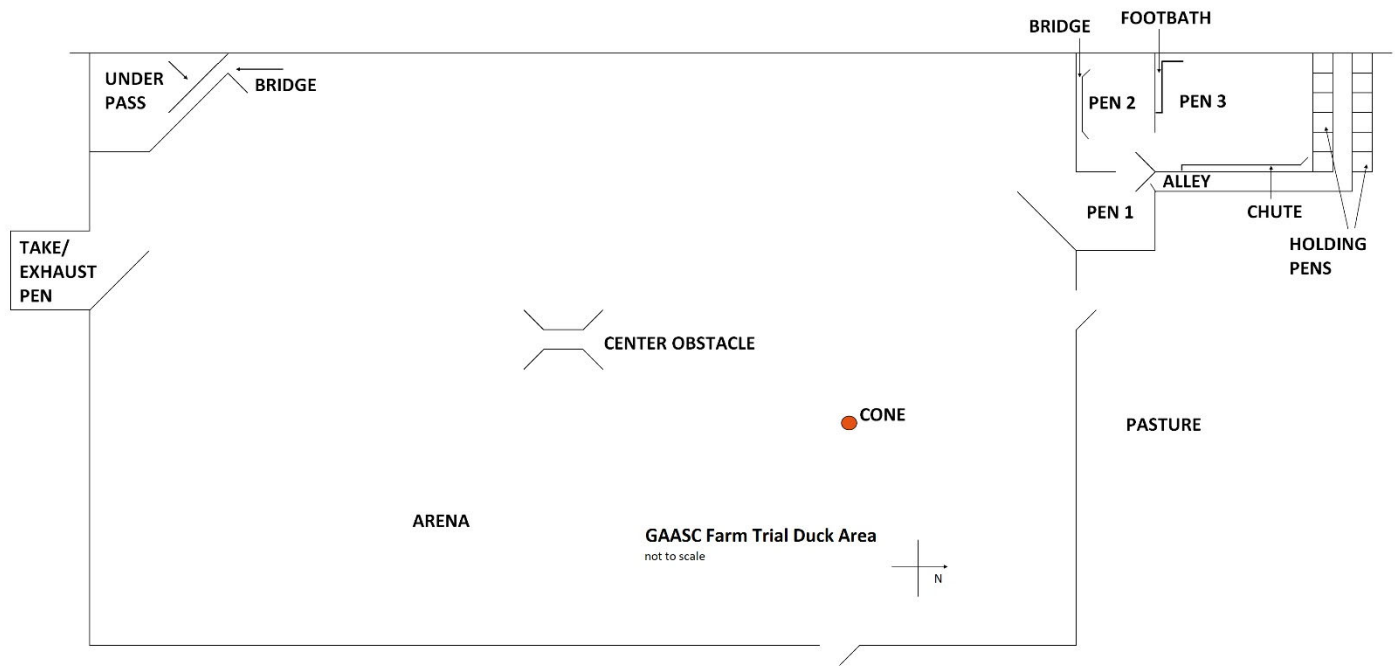 FOOTBATH
BRIDGE
UNDER
PASS
BRIDGE
PEN 2
PEN 3
ALLEY
PEN 1
CHUTE
HOLDING
PENS
TAKE/
EXHAUST
PEN
CENTER OBSTACLE
CONE
PASTURE
ARENA
GAASC Farm Trial Duck Area
not to scale
N